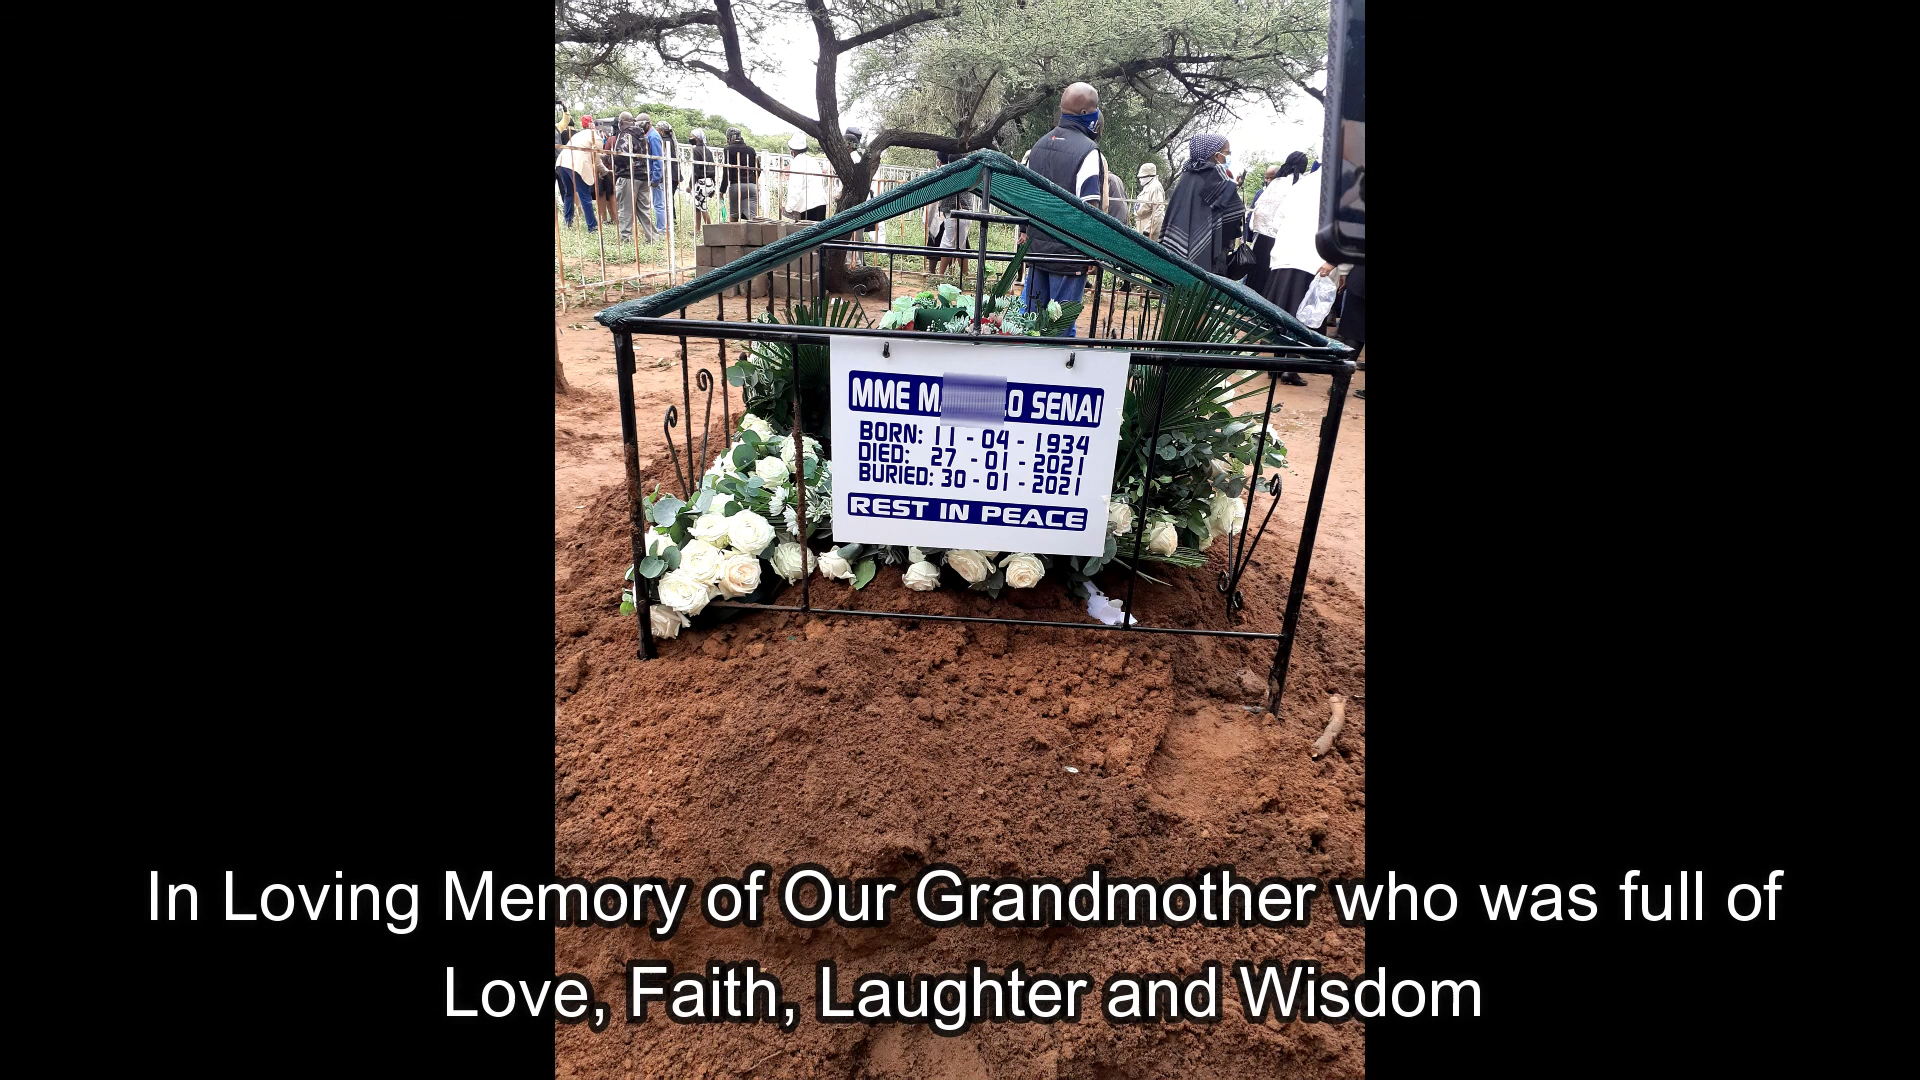 MME SENAI
BORN: 11 - 04 - 1934
DIED: 27 - 01 - 2021
BURIED: 30 - 01 - 2021
REST IN PEACE
In Loving Memory of Our Grandmother who was full of
Love, Faith, Laughter and Wisdom